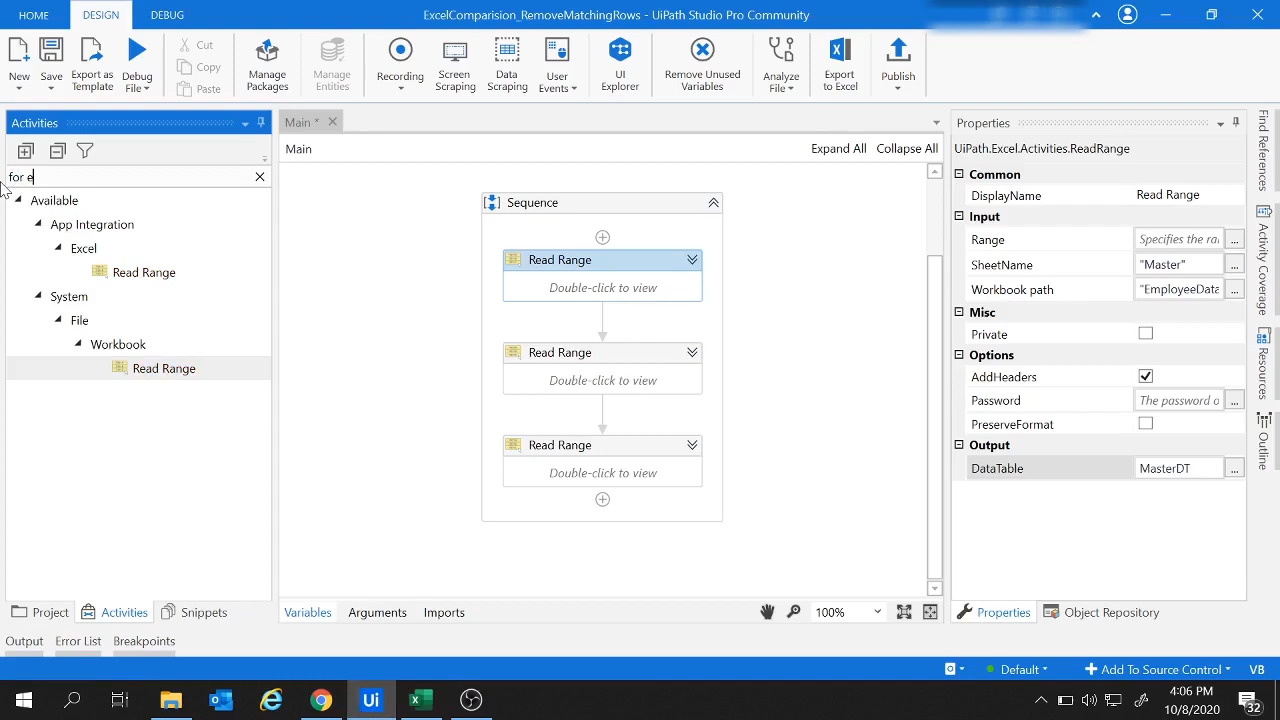 HOME DESIGN DEBUG ExcelComparision_RemoveMatchingRows - UiPath Studio Pro Community
New Save Export as Template Debug File Cut Copy Paste Manage Packages Manage Entities Recording Screen Scraping Data Scraping User Events UI Explorer Remove Unused Variables Analyze File Export to Excel Publish
Activities
for e
Available
App Integration
Excel
Read Range
System
File
Workbook
Read Range
Project Activities Snippets
Main *
Main Expand All Collapse All
Sequence
Read Range
Double-click to view
Read Range
Double-click to view
Read Range
Double-click to view
Variables Arguments Imports 100%
Properties
UiPath.Excel.Activities.ReadRange
Common
DisplayName Read Range
Input
Range Specifies the ra ...
SheetName "Master" ...
Workbook path "EmployeeData ...
Misc
Private
Options
AddHeaders
Password The password o ...
PreserveFormat
Output
DataTable MasterDT ...
Properties Object Repository
Find References
Activity Coverage
Resources
Outline
Output Error List Breakpoints
Default Add To Source Control VB
Ui
4:06 PM
10/8/2020
32